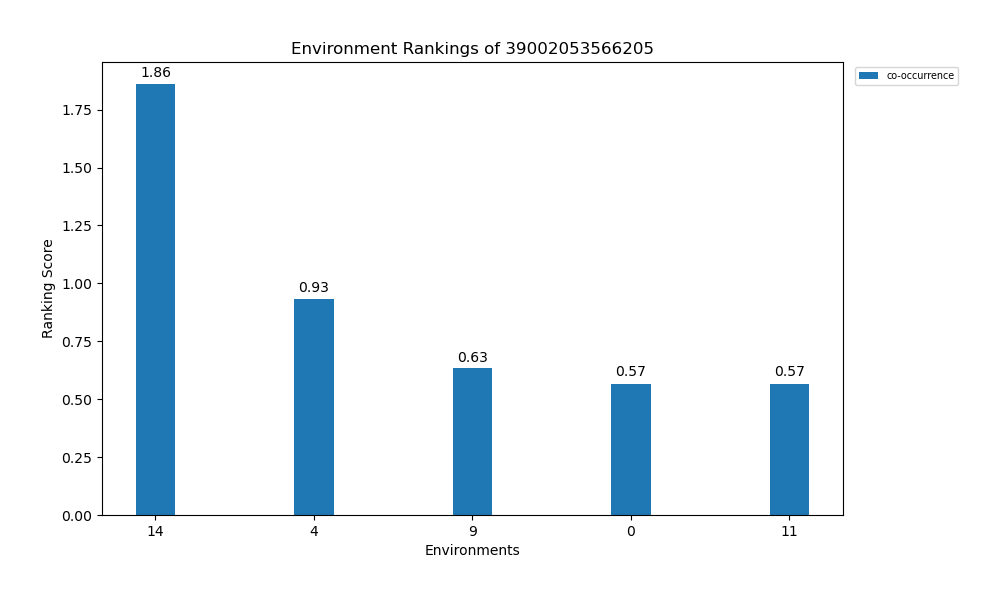 Environment Rankings of 39002053566205
co-occurrence
Ranking Score
1.75
1.50
1.25
1.00
0.75
0.50
0.25
0.00
1.86
0.93
0.63
0.57
0.57
14 4 9 0 11
Environments